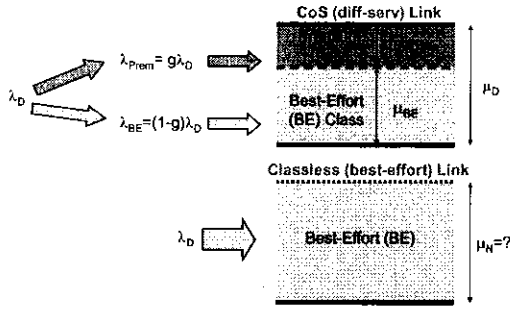 CoS (diff-serv) Link
λPrem= gλD
λD
μD
λBE=(1-g)λD
Best-Effort
(BE) Class
μBE
Classless (best-effort) Link
λD
Best-Effort (BE)
μN=?